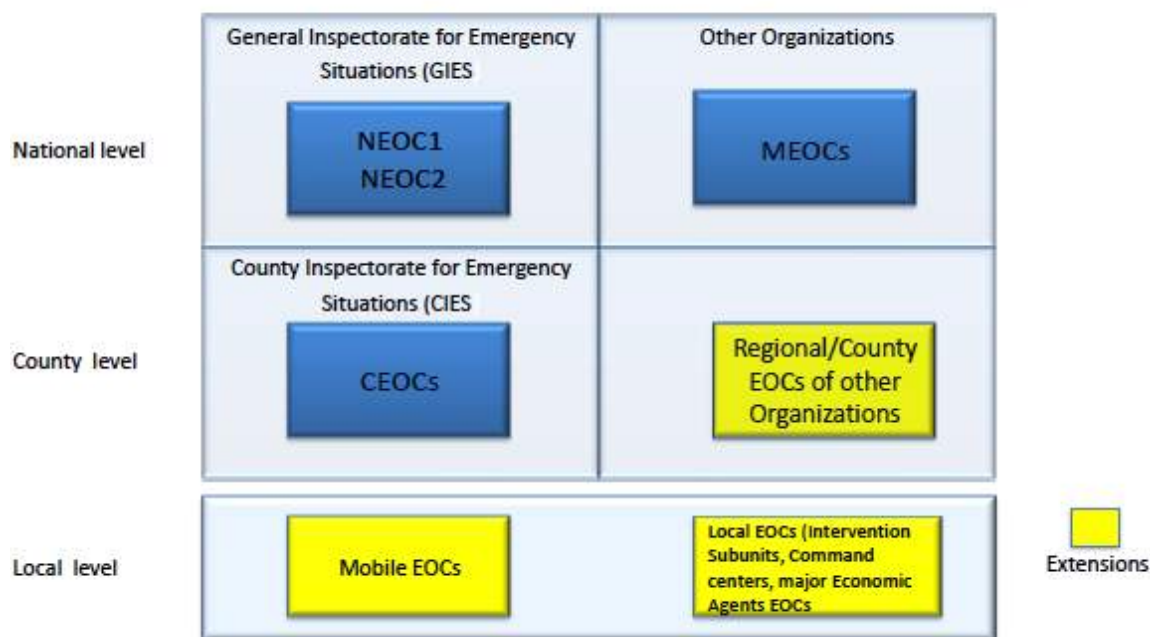 General Inspectorate for Emergency
Situations (GIES
Other Organizations
National level
NEOC1
NEOC2
MEOCs
County Inspectorate for Emergency
Situations (CIES
County level
CEOCs
Regional/County
EOCs of other
Organizations
Local level
Mobile EOCs
Local EOCs (Intervention
Subunits, Command
centers, major Economic
Agents EOCs
Extensions